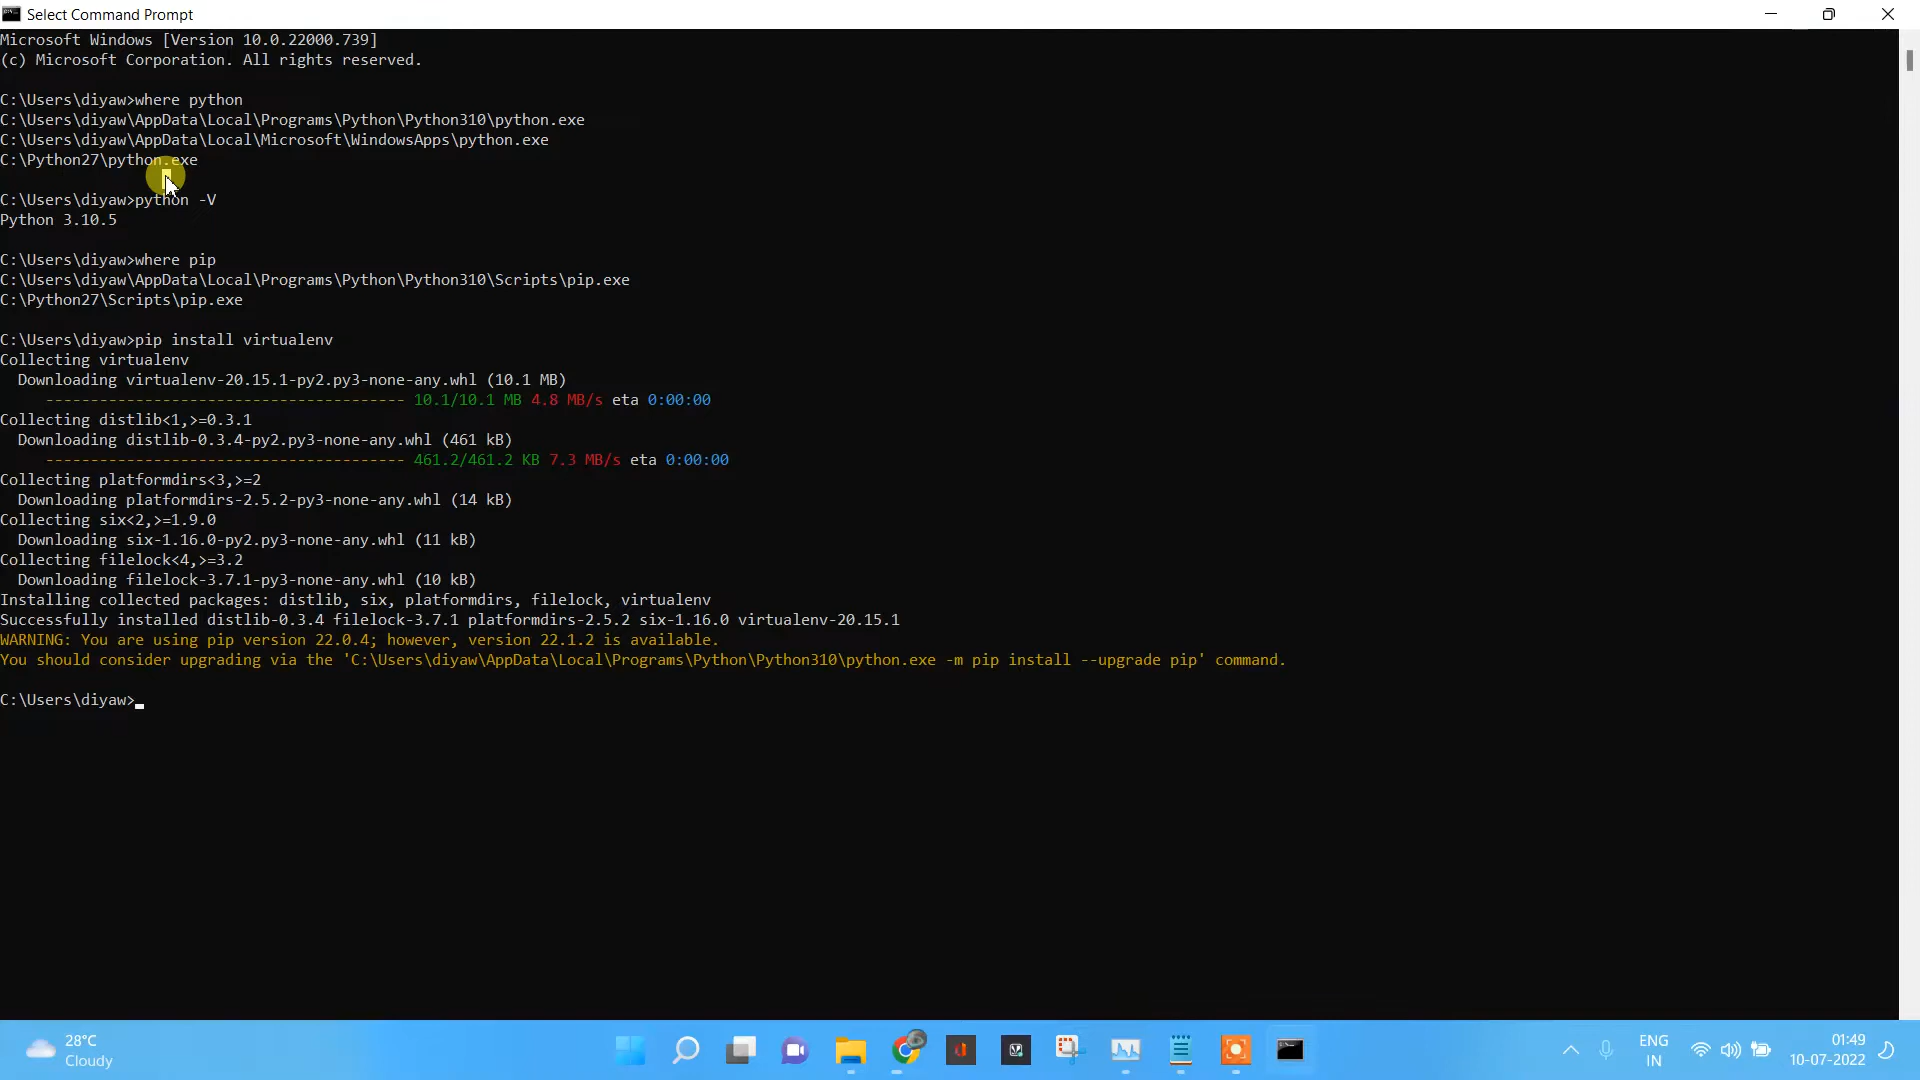 Select Command Prompt
Microsoft Windows [Version 10.0.22000.739]
(c) Microsoft Corporation. All rights reserved.
C:\Users\diyaw>where python
C:\Users\diyaw\AppData\Local\Programs\Python\Python310\python.exe
C:\Users\diyaw\AppData\Local\Microsoft\WindowsApps\python.exe
C:\Python27\python.exe
C:\Users\diyaw>python -V
Python 3.10.5
C:\Users\diyaw>where pip
C:\Users\diyaw\AppData\Local\Programs\Python\Python310\Scripts\pip.exe
C:\Python27\Scripts\pip.exe
C:\Users\diyaw>pip install virtualenv
Collecting virtualenv
  Downloading virtualenv-20.15.1-py2.py3-none-any.whl (10.1 MB)
     ---------------------------------------- 10.1/10.1 MB 4.8 MB/s eta 0:00:00
Collecting distlib<1,>=0.3.1
  Downloading distlib-0.3.4-py2.py3-none-any.whl (461 kB)
     ---------------------------------------- 461.2/461.2 KB 7.3 MB/s eta 0:00:00
Collecting platformdirs<3,>=2
  Downloading platformdirs-2.5.2-py3-none-any.whl (14 kB)
Collecting six<2,>=1.9.0
  Downloading six-1.16.0-py2.py3-none-any.whl (11 kB)
Collecting filelock<4,>=3.2
  Downloading filelock-3.7.1-py3-none-any.whl (10 kB)
Installing collected packages: distlib, six, platformdirs, filelock, virtualenv
Successfully installed distlib-0.3.4 filelock-3.7.1 platformdirs-2.5.2 six-1.16.0 virtualenv-20.15.1
WARNING: You are using pip version 22.0.4; however, version 22.1.2 is available.
You should consider upgrading via the 'C:\Users\diyaw\AppData\Local\Programs\Python\Python310\python.exe -m pip install --upgrade pip' command.
C:\Users\diyaw>
28°C
Cloudy
ENG
IN
01:49
10-07-2022